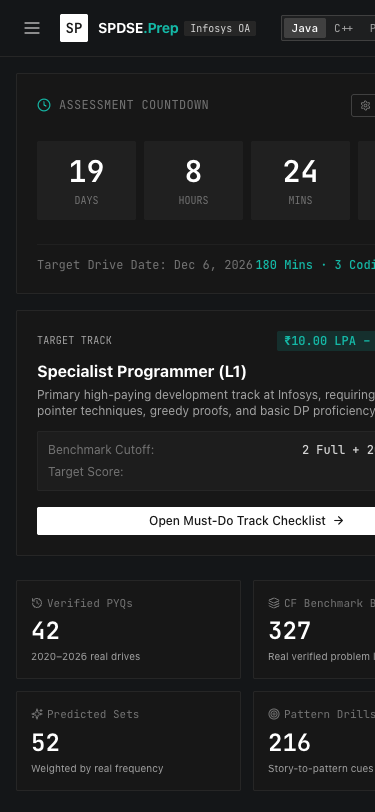 SP SPDSE.Prep Infosys OA Java C++
ASSESSMENT COUNTDOWN
19 8 24
DAYS HOURS MINS
Target Drive Date: Dec 6, 2026 180 Mins · 3 Codi
TARGET TRACK ₹10.00 LPA –
Specialist Programmer (L1)
Primary high-paying development track at Infosys, requiring
pointer techniques, greedy proofs, and basic DP proficiency
Benchmark Cutoff: 2 Full + 2
Target Score:
Open Must-Do Track Checklist →
Verified PYQs CF Benchmark B
42 327
2020–2026 real drives Real verified problem
Predicted Sets Pattern Drills
52 216
Weighted by real frequency Story-to-pattern cues